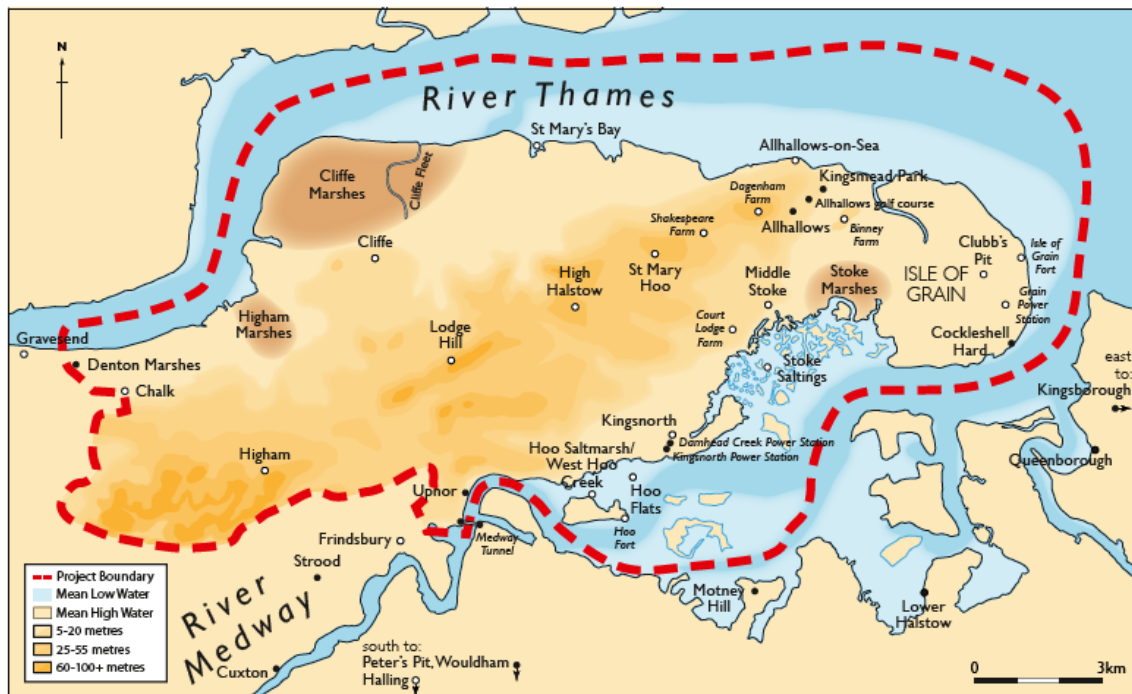 N
River Thames
St Mary's Bay
Allhallows-on-Sea
Cliffe
Marshes
Cliffe Fleet
Kingsmead Park
Dagenham
Farm
Allhallows golf course
Allhallows
Shakespeare
Farm
Binney
Farm
Cliffe
Clubb's
Pit
Isle of
Grain
Fort
St Mary
Hoo
High
Halstow
Middle
Stoke
Stoke
Marshes
ISLE OF
GRAIN
Grain
Power
Station
Higham
Marshes
Lodge
Hill
Court
Lodge
Farm
Cockleshell
Hard
Gravesend
Denton Marshes
Stoke
Saltings
east
to:
Kingsborough
Chalk
Kingsnorth
Damhead Creek Power Station
Kingsnorth Power Station
Hoo Saltmarsh/
West Hoo
Creek
Queenborough
Higham
Upnor
Hoo
Flats
Hoo
Fort
Medway
Tunnel
Frindsbury
Strood
Motney
Hill
Lower
Halstow
River
Medway
Cuxton
south to:
Peter's Pit, Wouldham
Halling
Project Boundary
Mean Low Water
Mean High Water
5-20 metres
25-55 metres
60-100+ metres
0 3km